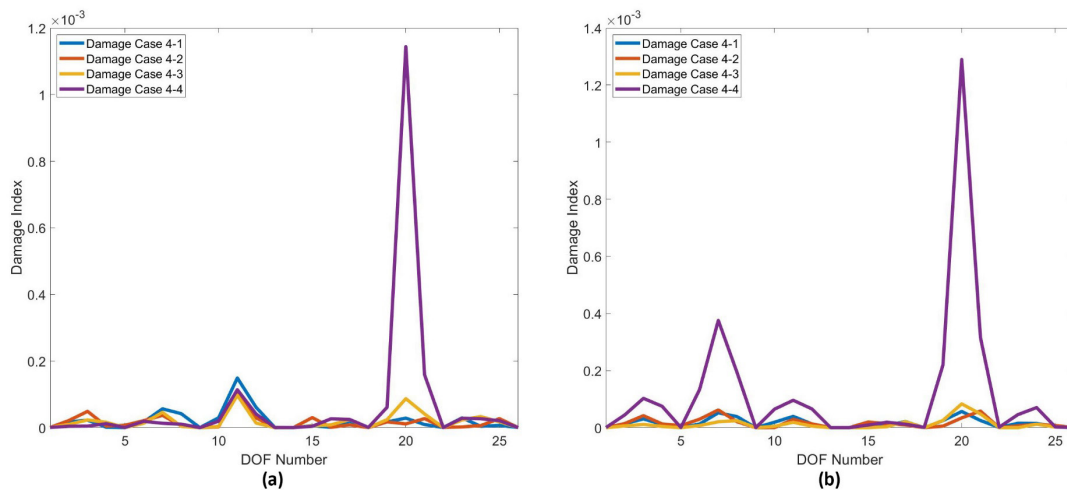 ×10⁻³
1.2
1
0.8
0.6
0.4
0.2
0
Damage Index
Damage Case 4-1
Damage Case 4-2
Damage Case 4-3
Damage Case 4-4
5 10 15 20 25
DOF Number
(a)
×10⁻³
1.4
1.2
1
0.8
0.6
0.4
0.2
0
Damage Index
Damage Case 4-1
Damage Case 4-2
Damage Case 4-3
Damage Case 4-4
5 10 15 20 25
DOF Number
(b)